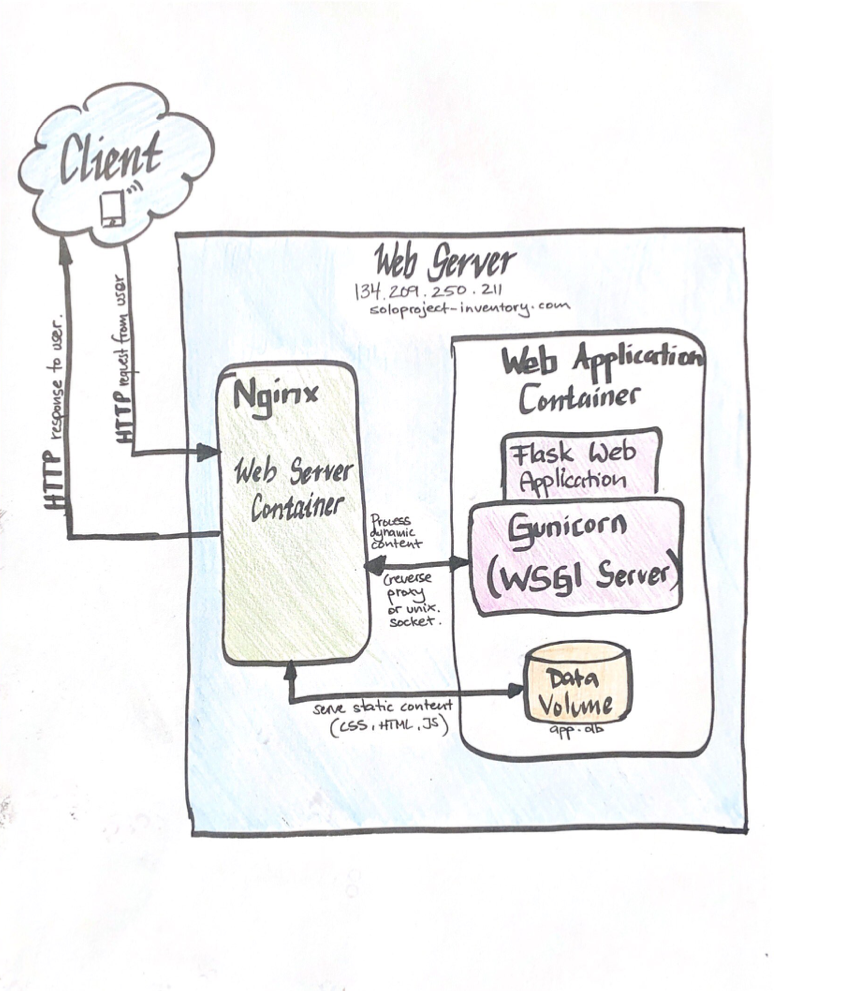 Client
HTTP response to user.
HTTP request from user
Web Server
134.209.250.211
soloproject-inventory.com
Nginx
Web Server
Container
Process
dynamic
content
(reverse
proxy
or unix.
socket.
Web Application
Container
Flask Web
Application
Gunicorn
(WSGI Server)
Data
Volume
app.db
serve static content
(CSS, HTML, JS)